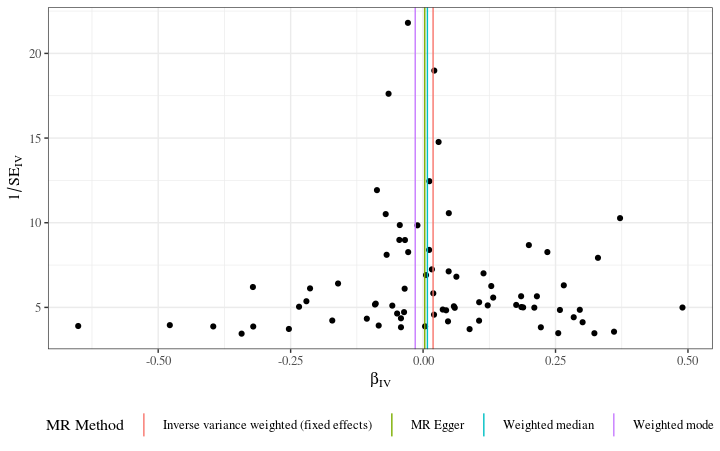 20
15
10
5
1/SE_IV
-0.50
-0.25
0.00
0.25
0.50
β_IV
MR Method
Inverse variance weighted (fixed effects)
MR Egger
Weighted median
Weighted mode